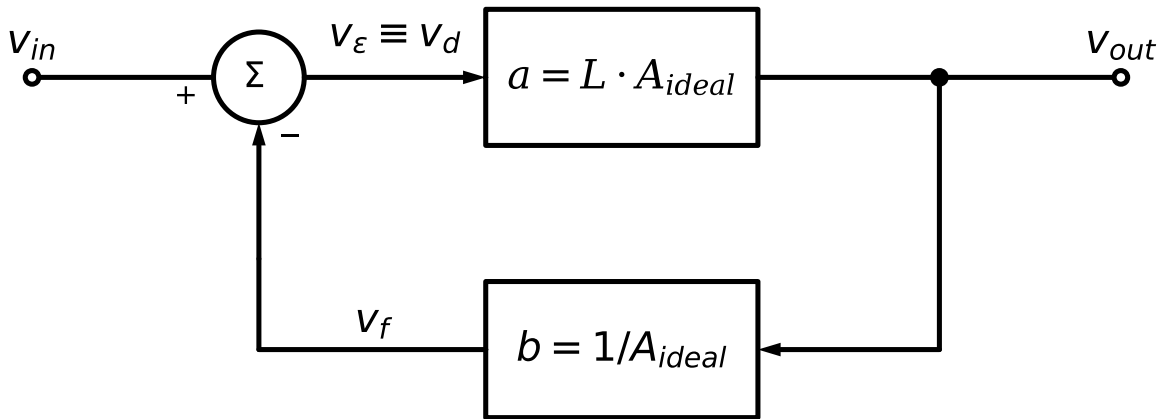 v_in
v_ε ≡ v_d
a = L · A_ideal
v_out
Σ
+
−
v_f
b = 1/A_ideal